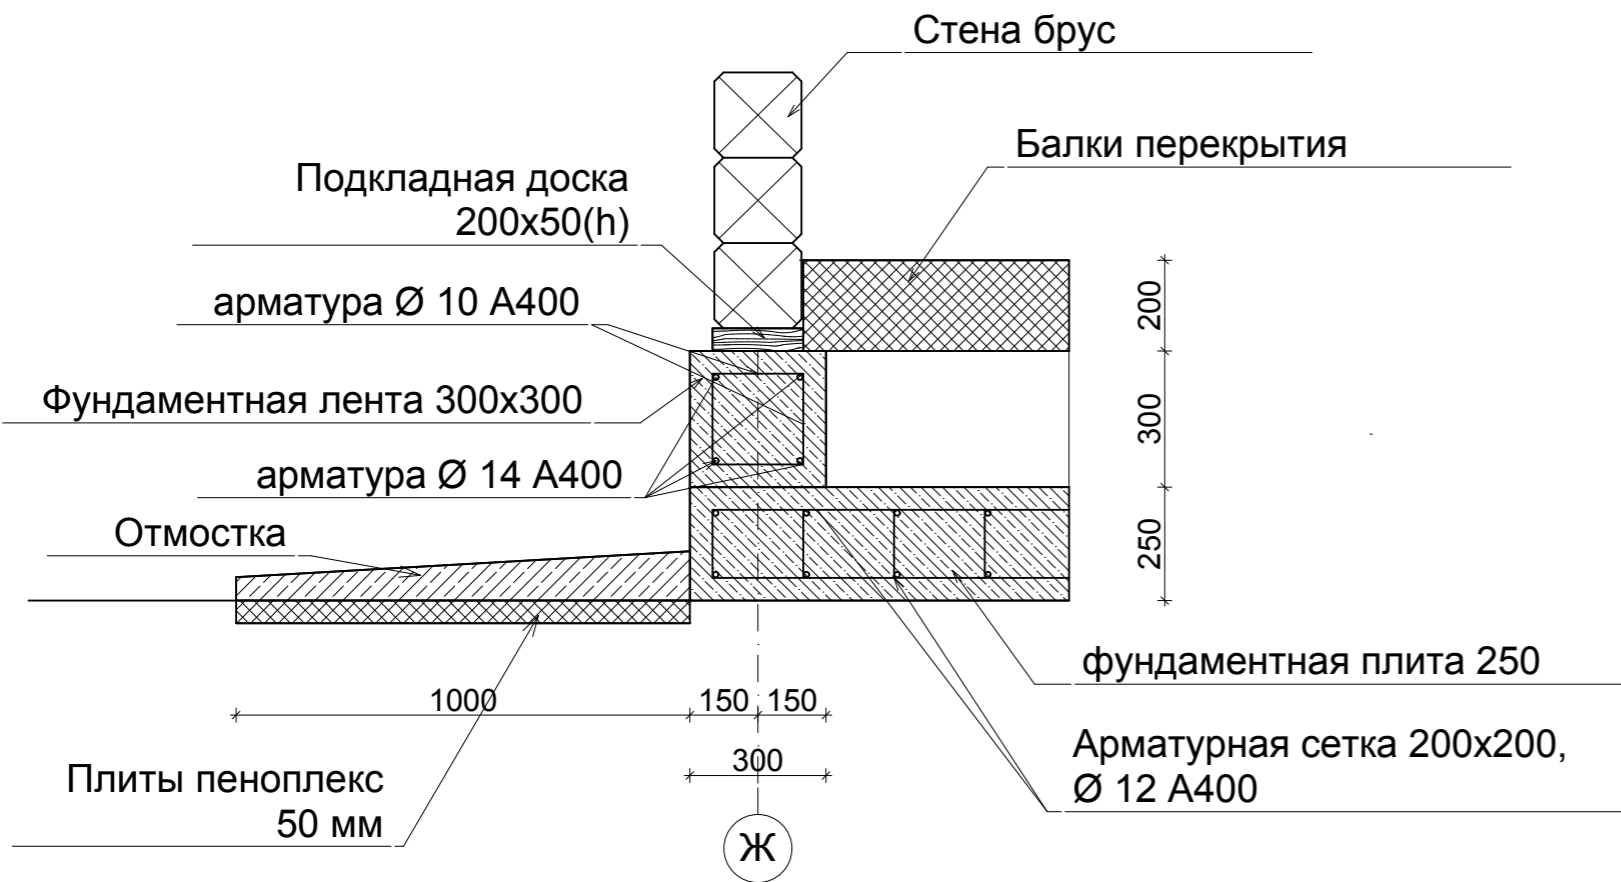 Стена брус
Балки перекрытия
Подкладная доска
200х50(h)
арматура Ø 10 А400
Фундаментная лента 300х300
арматура Ø 14 А400
Отмостка
200
300
250
фундаментная плита 250
1000
150
150
300
Арматурная сетка 200х200,
Ø 12 А400
Плиты пеноплекс
50 мм
Ж